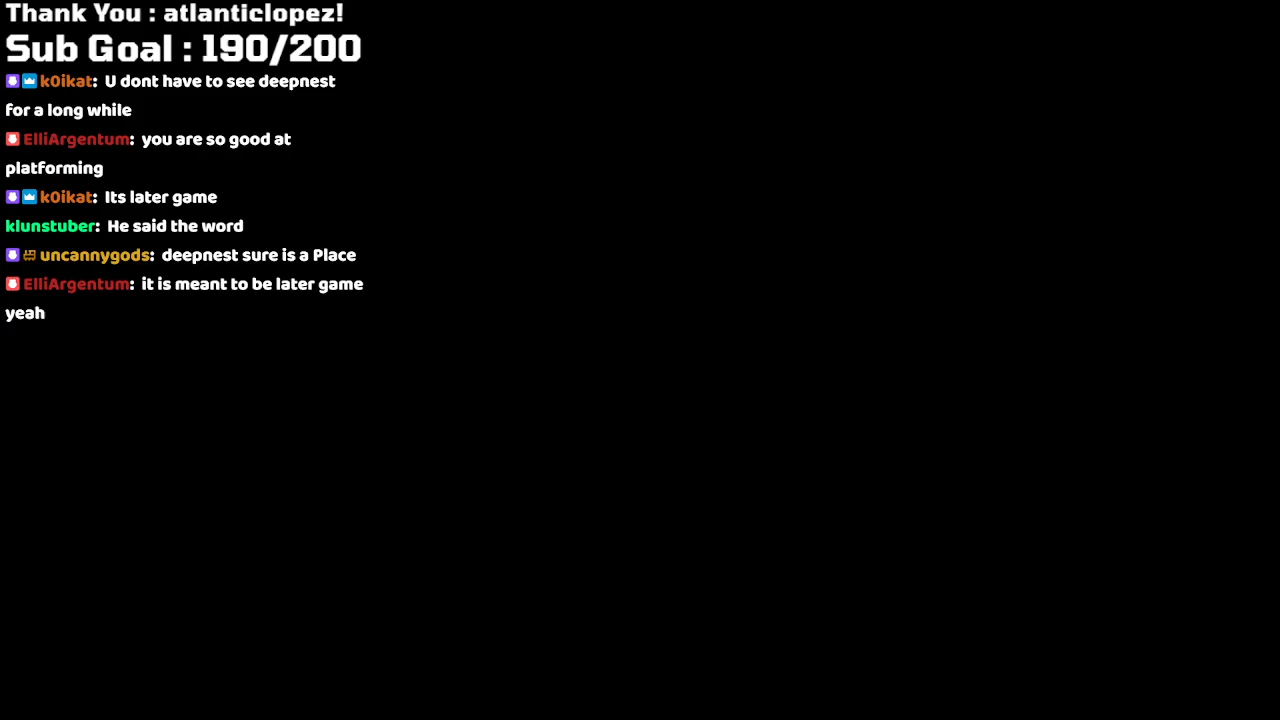 Thank You : atlanticlopez!
Sub Goal : 190/200
k0ikat: U dont have to see deepnest
for a long while
ElliArgentum: you are so good at
platforming
k0ikat: Its later game
klunstuber: He said the word
uncannygods: deepnest sure is a Place
ElliArgentum: it is meant to be later game
yeah